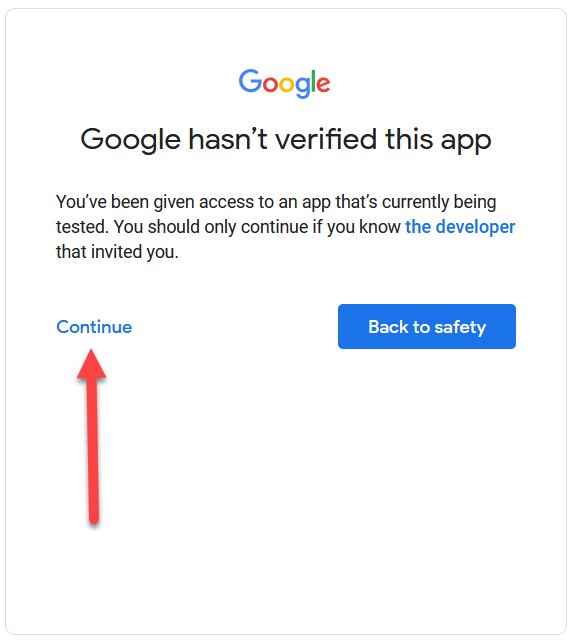 Google
Google hasn't verified this app
You've been given access to an app that's currently being
tested. You should only continue if you know the developer
that invited you.
Continue
Back to safety